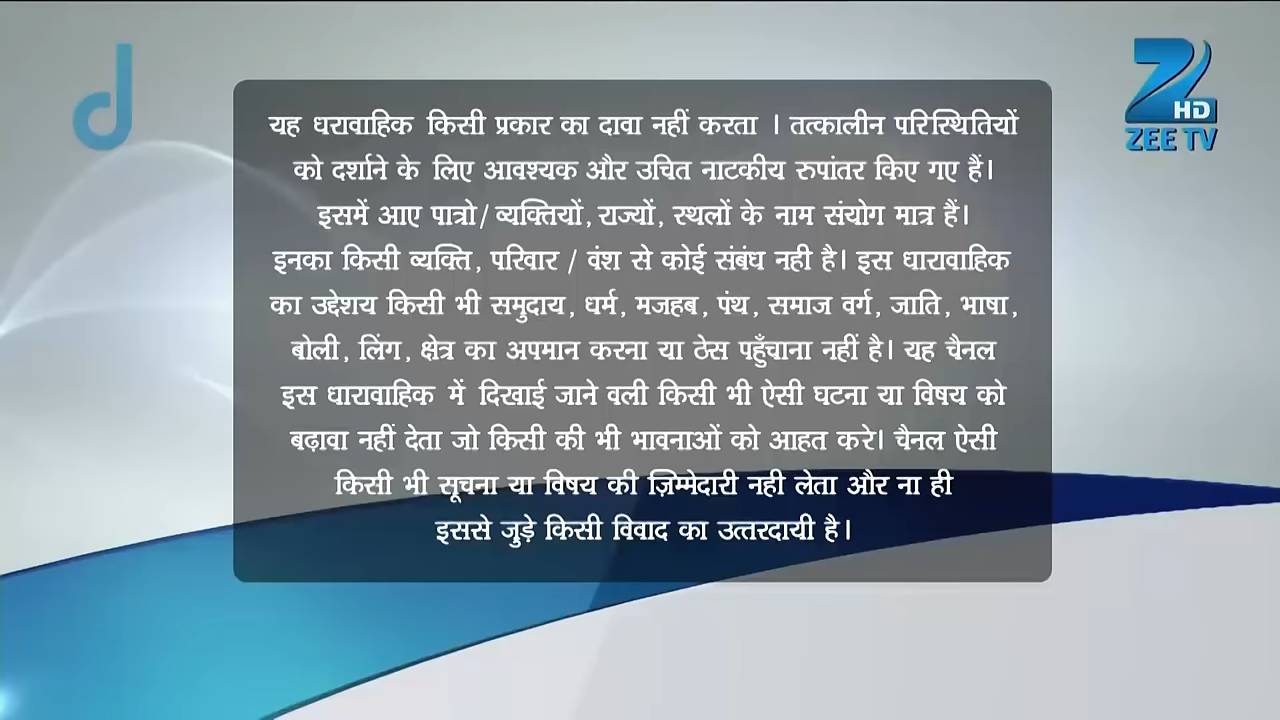 d
Z HD
ZEE TV
यह धरावाहिक किसी प्रकार का दावा नहीं करता । तत्कालीन परिस्थितियों
को दर्शाने के लिए आवश्यक और उचित नाटकीय रुपांतर किए गए हैं।
इसमें आए पात्रो/व्यक्तियों, राज्यों, स्थलों के नाम संयोग मात्र हैं।
इनका किसी व्यक्ति, परिवार / वंश से कोई संबंध नही है। इस धारावाहिक
का उद्देशय किसी भी समुदाय, धर्म, मजहब, पंथ, समाज वर्ग, जाति, भाषा,
बोली, लिंग, क्षेत्र का अपमान करना या ठेस पहुँचाना नहीं है। यह चैनल
इस धारावाहिक में दिखाई जाने वली किसी भी ऐसी घटना या विषय को
बढ़ावा नहीं देता जो किसी की भी भावनाओं को आहत करे। चैनल ऐसी
किसी भी सूचना या विषय की ज़िम्मेदारी नही लेता और ना ही
इससे जुड़े किसी विवाद का उत्तरदायी है।